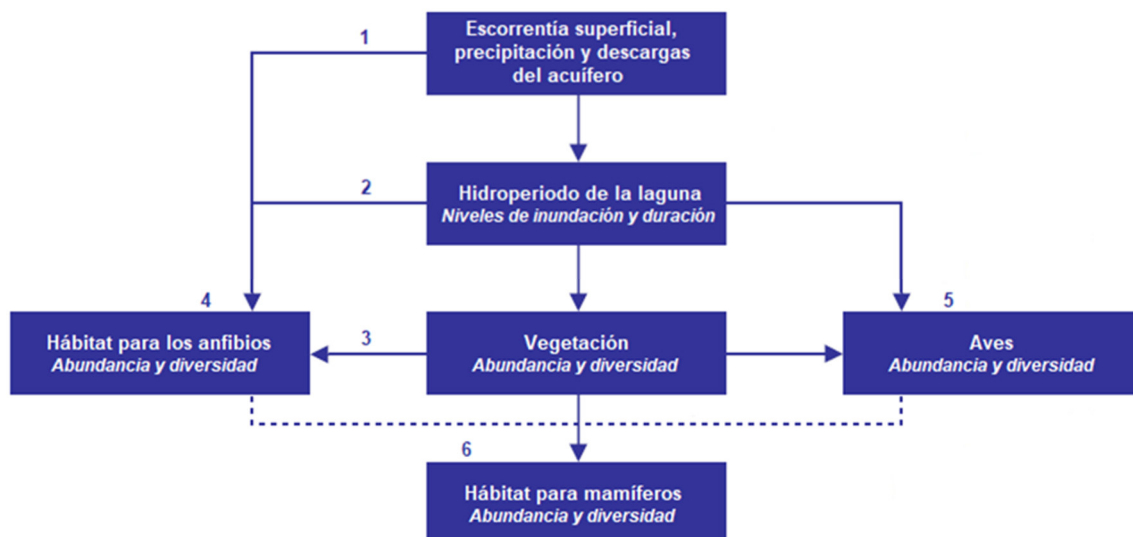 1
Escorrentía superficial,
precipitación y descargas
del acuífero
2
Hidroperiodo de la laguna
Niveles de inundación y duración
4
5
Hábitat para los anfibios
Abundancia y diversidad
3
Vegetación
Abundancia y diversidad
Aves
Abundancia y diversidad
6
Hábitat para mamíferos
Abundancia y diversidad